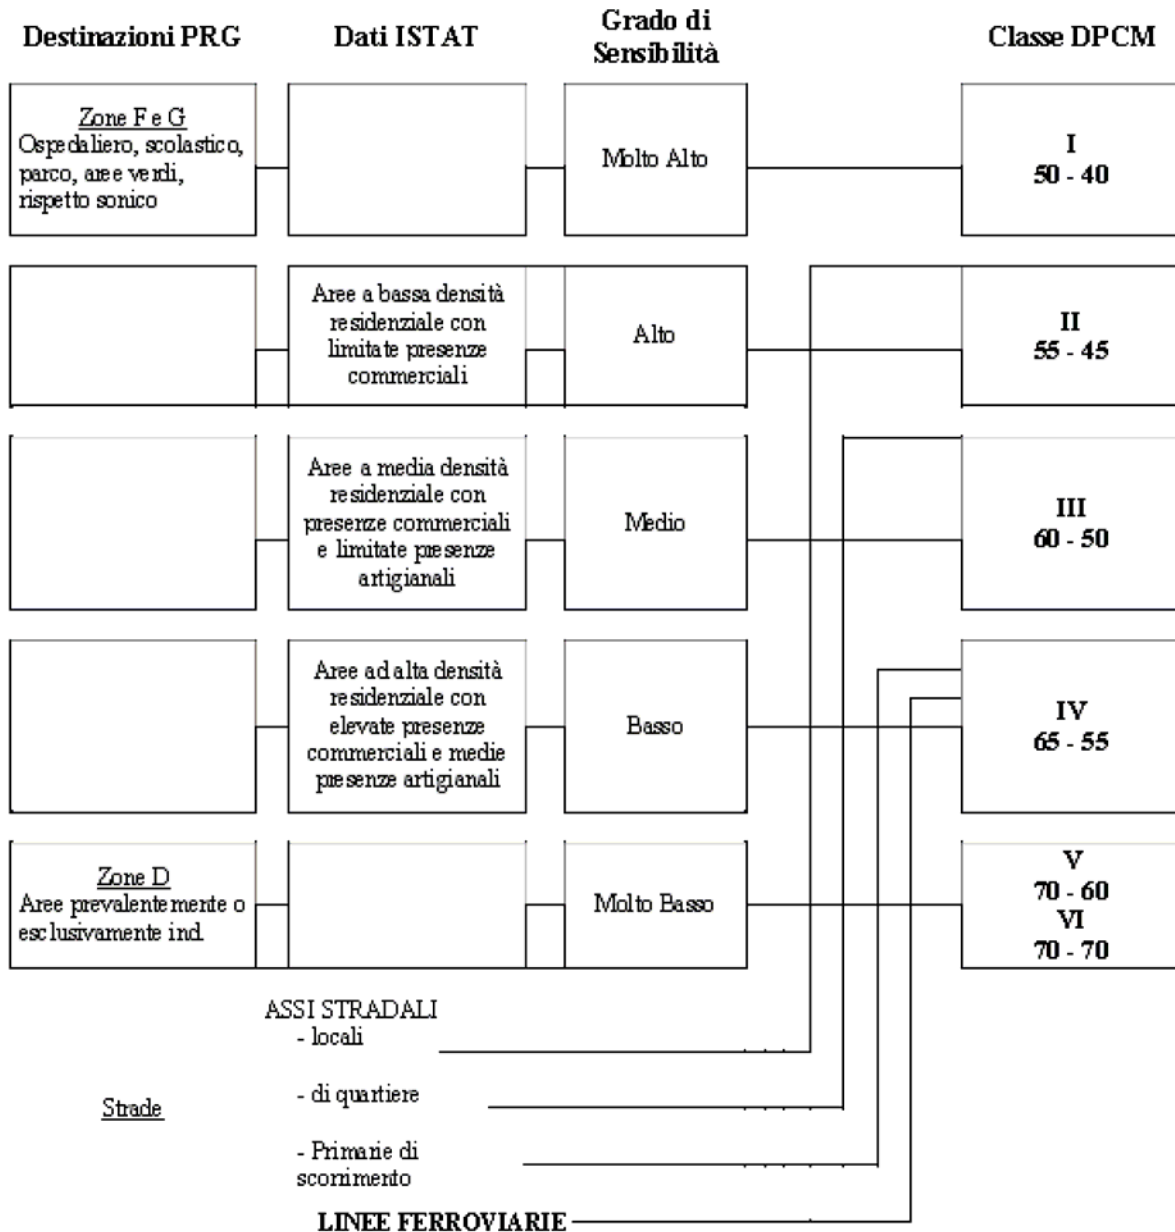 Destinazioni PRG
Dati ISTAT
Grado di
Sensibilità
Classe DPCM
Zone F e G
Ospedaliero, scolastico,
parco, aree verdi,
rispetto sonico
Molto Alto
I
50 - 40
Aree a bassa densità
residenziale con
limitate presenze
commerciali
Alto
II
55 - 45
Aree a media densità
residenziale con
presenze commerciali
e limitate presenze
artigianali
Medio
III
60 - 50
Aree ad alta densità
residenziale con
elevate presenze
commerciali e medie
presenze artigianali
Basso
IV
65 - 55
Zone D
Aree prevalentemente o
esclusivamente ind.
Molto Basso
V
70 - 60
VI
70 - 70
ASSI STRADALI
- locali
Strade
- di quartiere
- Primarie di
scorrimento
LINEE FERROVIARIE